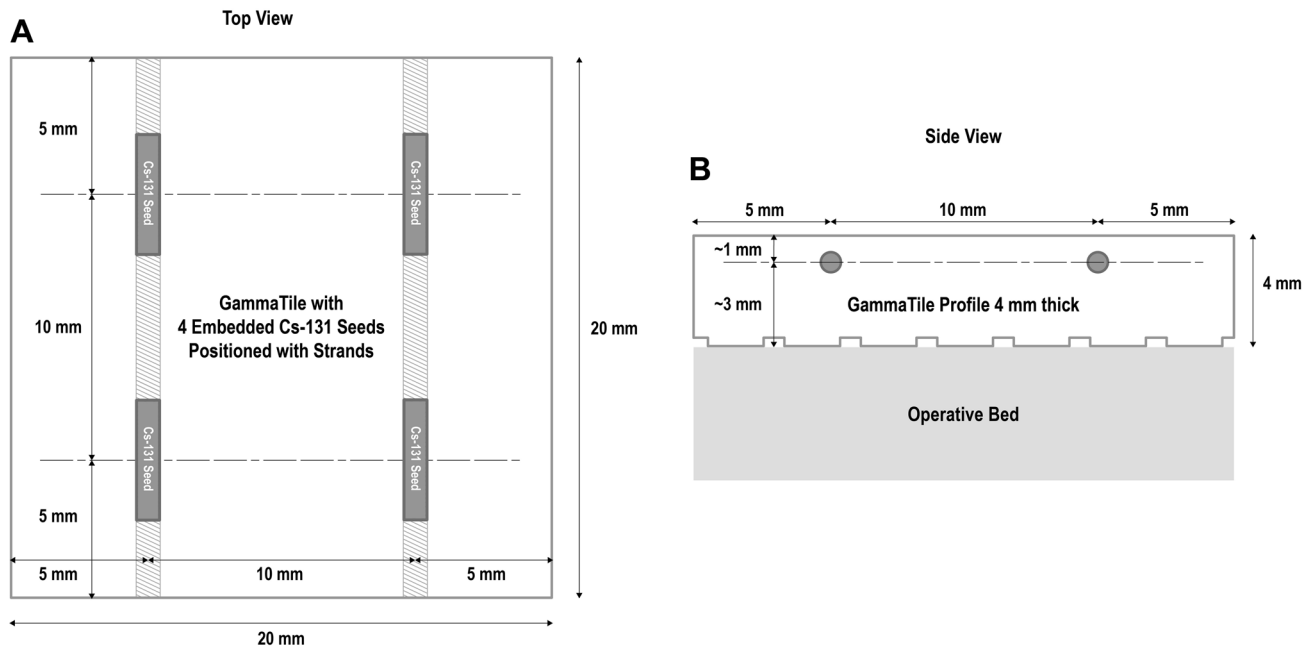 A
Top View
5 mm
Cs-131 Seed
Cs-131 Seed
10 mm
GammaTile with
4 Embedded Cs-131 Seeds
Positioned with Strands
20 mm
Cs-131 Seed
Cs-131 Seed
5 mm
5 mm
10 mm
5 mm
20 mm
Side View
B
5 mm
10 mm
5 mm
~1 mm
~3 mm
GammaTile Profile 4 mm thick
4 mm
Operative Bed